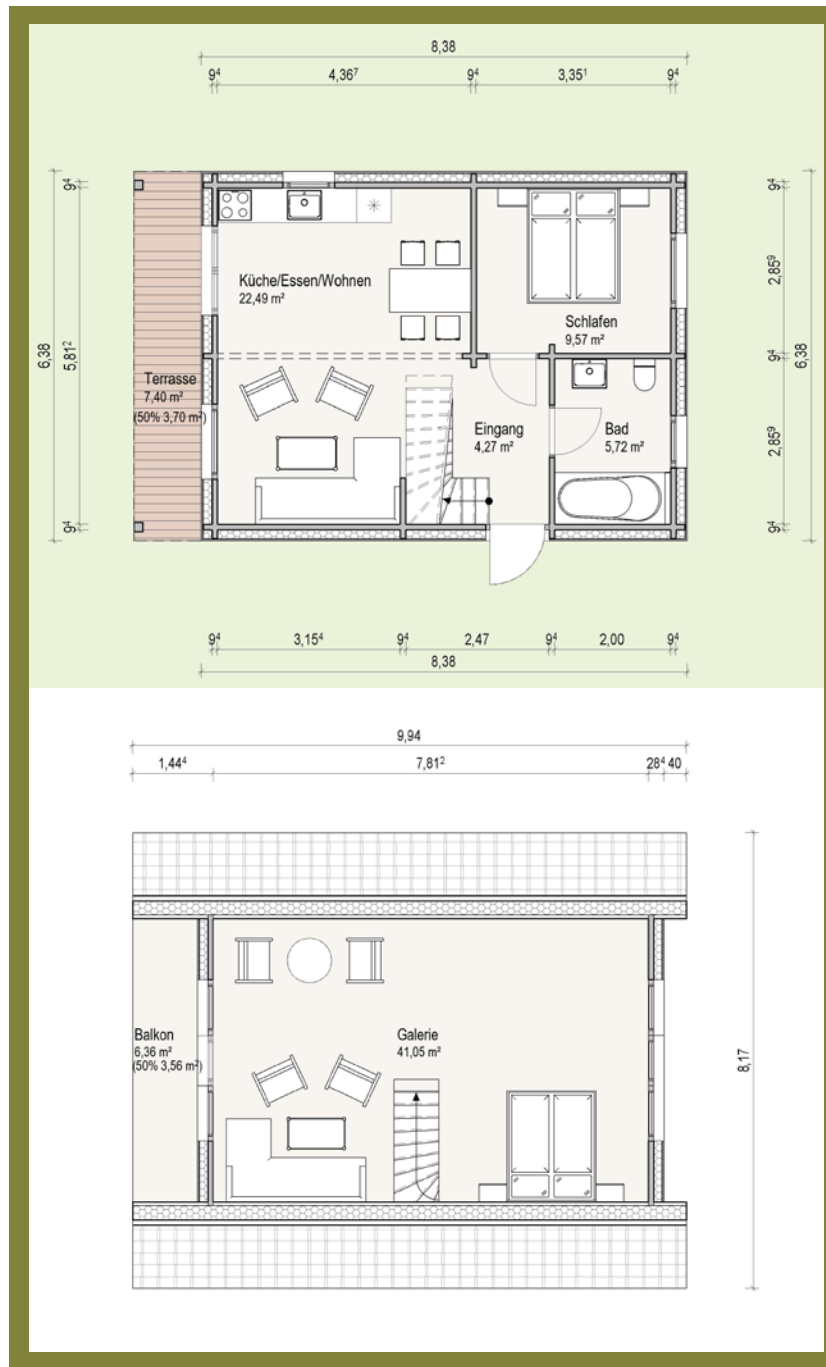 8,38
9⁴ 4,36⁷ 9⁴ 3,35¹ 9⁴
9⁴
5,81²
9⁴
6,38
9⁴
2,85⁹
9⁴
2,85⁹
9⁴
6,38
Küche/Essen/Wohnen
22,49 m²
Schlafen
9,57 m²
Terrasse
7,40 m²
(50% 3,70 m²)
Eingang
4,27 m²
Bad
5,72 m²
9⁴ 3,15⁴ 9⁴ 2,47 9⁴ 2,00 9⁴
8,38
9,94
1,44⁴ 7,81² 28⁴ 40
Balkon
6,36 m²
(50% 3,56 m²)
Galerie
41,05 m²
8,17